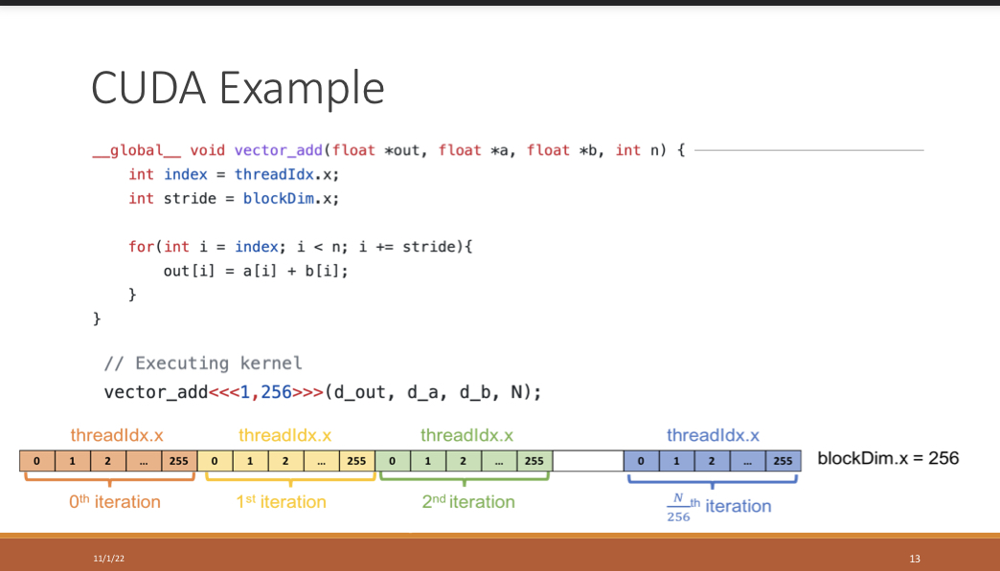 CUDA Example
__global__ void vector_add(float *out, float *a, float *b, int n) {
    int index = threadIdx.x;
    int stride = blockDim.x;
    for(int i = index; i < n; i += stride){
        out[i] = a[i] + b[i];
    }
}
// Executing kernel
vector_add<<<1,256>>>(d_out, d_a, d_b, N);
threadIdx.x threadIdx.x threadIdx.x threadIdx.x
0 1 2 ... 255 0 1 2 ... 255 0 1 2 ... 255 0 1 2 ... 255 blockDim.x = 256
0th iteration 1st iteration 2nd iteration N/256 th iteration
11/1/22 13